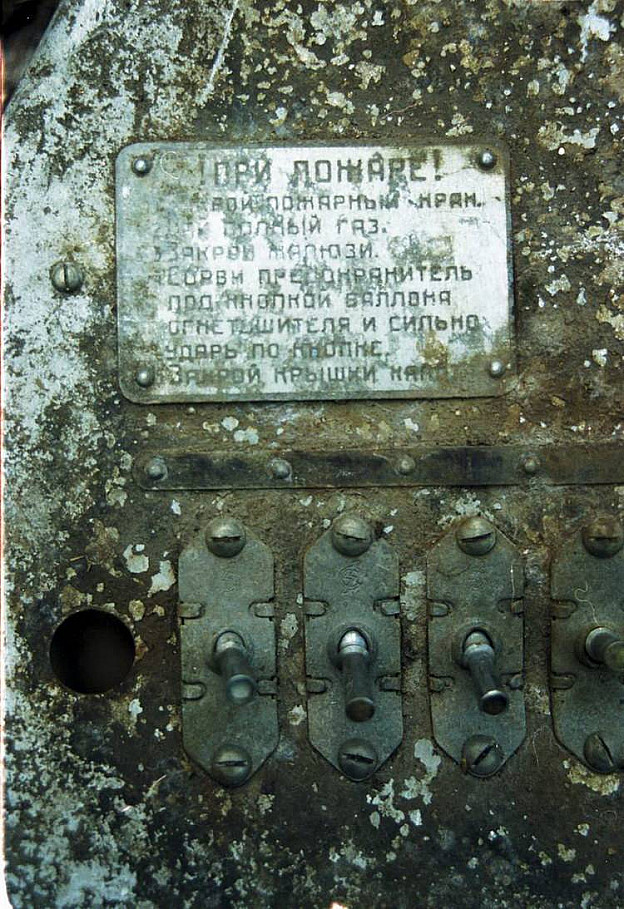 !ПРИ ПОЖАРЕ!
ПОЖАРНЫЙ КРАН.
ПОЛНЫЙ ГАЗ.
ЗАКРОЙ ЖАЛЮЗИ.
СОРВИ ПРЕДОХРАНИТЕЛЬ
ПОД КНОПКОЙ БАЛЛОНА
ОГНЕТУШИТЕЛЯ И СИЛЬНО
УДАРЬ ПО КНОПКЕ.
ЗАКРОЙ КРЫШКИ